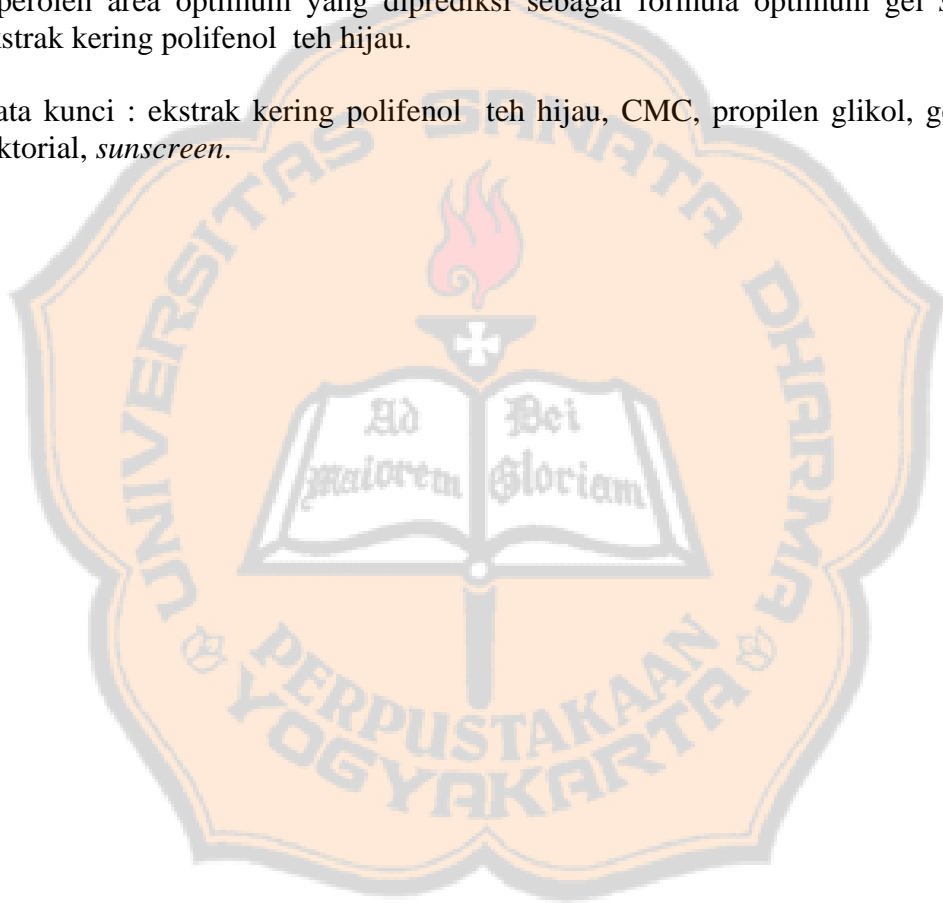 peroleh area optimum yang diprediksi sebagai formula optimum gel s
kstrak kering polifenol teh hijau.
ata kunci : ekstrak kering polifenol teh hijau, CMC, propilen glikol, ge
ktorial, sunscreen.
UNIVERSITAS SANATA DHARMA
Ad Dei
Maiorem Gloriam
PERPUSTAKAAN
YOGYAKARTA